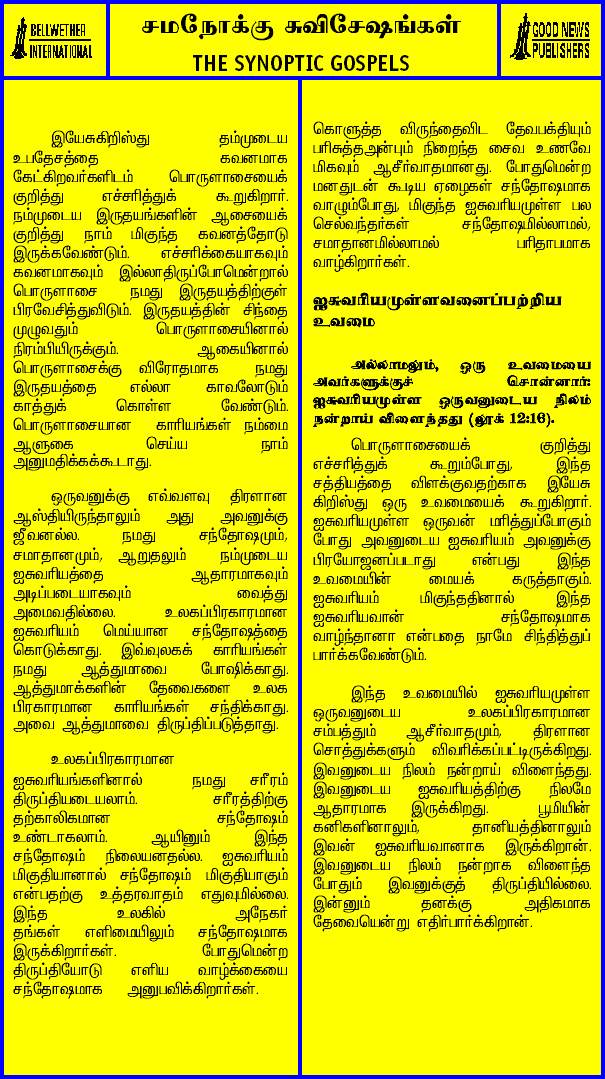 BELLWETHER
INTERNATIONAL
சமநோக்கு சுவிசேஷங்கள்
THE SYNOPTIC GOSPELS
GOOD NEWS
PUBLISHERS
இயேசுகிறிஸ்து தம்முடைய
உபதேசத்தை கவனமாக
கேட்கிறவர்களிடம் பொருளாசையைக்
குறித்து எச்சரித்துக் கூறுகிறார்.
நம்முடைய இருதயங்களின் ஆசையைக்
குறித்து நாம் மிகுந்த கவனத்தோடு
இருக்கவேண்டும். எச்சரிக்கையாகவும்
கவனமாகவும் இல்லாதிருப்போமென்றால்
பொருளாசை நமது இருதயத்திற்குள்
பிரவேசித்துவிடும். இருதயத்தின் சிந்தை
முழுவதும் பொருளாசையினால்
நிரம்பியிருக்கும். ஆகையினால்
பொருளாசைக்கு விரோதமாக நமது
இருதயத்தை எல்லா காவலோடும்
காத்துக் கொள்ள வேண்டும்.
பொருளாசையான காரியங்கள் நம்மை
ஆளுகை செய்ய நாம்
அனுமதிக்கக்கூடாது.
ஒருவனுக்கு எவ்வளவு திரளான
ஆஸ்தியிருந்தாலும் அது அவனுக்கு
ஜீவனல்ல. நமது சந்தோஷமும்,
சமாதானமும், ஆறுதலும் நம்முடைய
ஐசுவரியத்தை ஆதாரமாகவும்
அடிப்படையாகவும் வைத்து
அமைவதில்லை. உலகப்பிரகாரமான
ஐசுவரியம் மெய்யான சந்தோஷத்தை
கொடுக்காது. இவ்வுலகக் காரியங்கள்
நமது ஆத்துமாவை போஷிக்காது.
ஆத்துமாக்களின் தேவைகளை உலக
பிரகாரமான காரியங்கள் சந்திக்காது.
அவை ஆத்துமாவை திருப்திப்படுத்தாது.
உலகப்பிரகாரமான
ஐசுவரியங்களினால் நமது சரீரம்
திருப்தியடையலாம். சரீரத்திற்கு
தற்காலிகமான சந்தோஷம்
உண்டாகலாம். ஆயினும் இந்த
சந்தோஷம் நிலையானதல்ல. ஐசுவரியம்
மிகுதியானால் சந்தோஷம் மிகுதியாகும்
என்பதற்கு உத்தரவாதம் எதுவுமில்லை.
இந்த உலகில் அநேகர்
தங்கள் எளிமையிலும் சந்தோஷமாக
இருக்கிறார்கள். போதுமென்ற
திருப்தியோடு எளிய வாழ்க்கையை
சந்தோஷமாக அனுபவிக்கிறார்கள்.
கொளுத்த விருந்தைவிட தேவபக்தியும்
பரிசுத்தஅன்பும் நிறைந்த சைவ உணவே
மிகவும் ஆசீர்வாதமானது. போதுமென்ற
மனதுடன் கூடிய ஏழைகள் சந்தோஷமாக
வாழும்போது, மிகுந்த ஐசுவரியமுள்ள பல
செல்வந்தர்கள் சந்தோஷமில்லாமல்,
சமாதானமில்லாமல் பரிதாபமாக
வாழ்கிறார்கள்.
ஐசுவரியமுள்ளவனைப்பற்றிய
உவமை
அல்லாமலும், ஒரு உவமையை
அவர்களுக்குச் சொன்னார்:
ஐசுவரியமுள்ள ஒருவனுடைய நிலம்
நன்றாய் விளைந்தது (லூக் 12:16).
பொருளாசையைக் குறித்து
எச்சரித்துக் கூறும்போது, இந்த
சத்தியத்தை விளக்குவதற்காக இயேசு
கிறிஸ்து ஒரு உவமையைக் கூறுகிறார்.
ஐசுவரியமுள்ள ஒருவன் மரித்துப்போகும்
போது அவனுடைய ஐசுவரியம் அவனுக்கு
பிரயோஜனப்படாது என்பது இந்த
உவமையின் மையக் கருத்தாகும்.
ஐசுவரியம் மிகுந்ததினால் இந்த
ஐசுவரியவான் சந்தோஷமாக
வாழ்ந்தானா என்பதை நாமே சிந்தித்துப்
பார்க்கவேண்டும்.
இந்த உவமையில் ஐசுவரியமுள்ள
ஒருவனுடைய உலகப்பிரகாரமான
சம்பத்தும் ஆசீர்வாதமும், திரளான
சொத்துக்களும் விவரிக்கப்பட்டிருக்கிறது.
இவனுடைய நிலம் நன்றாய் விளைந்தது.
இவனுடைய ஐசுவரியத்திற்கு நிலமே
ஆதாரமாக இருக்கிறது. பூமியின்
கனிகளினாலும், தானியத்தினாலும்
இவன் ஐசுவரியவானாக இருக்கிறான்.
இவனுடைய நிலம் நன்றாக விளைந்த
போதும் இவனுக்குத் திருப்தியில்லை.
இன்னும் தனக்கு அதிகமாக
தேவையென்று எதிர்பார்க்கிறான்.